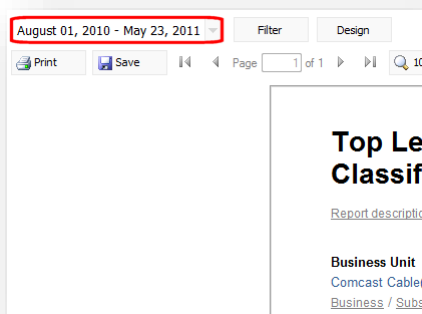 August 01, 2010 - May 23, 2011 Filter Design
Print Save Page 1 of 1 10
Top Le
Classif
Report descriptio
Business Unit
Comcast Cable(
Business / Subs